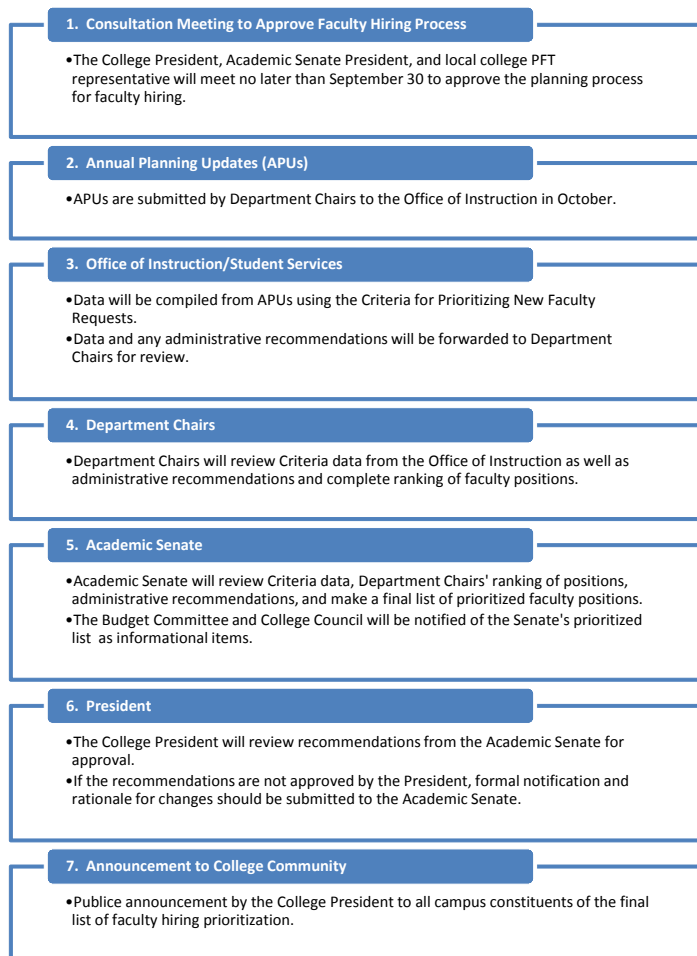 1. Consultation Meeting to Approve Faculty Hiring Process
•The College President, Academic Senate President, and local college PFT
representative will meet no later than September 30 to approve the planning process
for faculty hiring.
2. Annual Planning Updates (APUs)
•APUs are submitted by Department Chairs to the Office of Instruction in October.
3. Office of Instruction/Student Services
•Data will be compiled from APUs using the Criteria for Prioritizing New Faculty
Requests.
•Data and any administrative recommendations will be forwarded to Department
Chairs for review.
4. Department Chairs
•Department Chairs will review Criteria data from the Office of Instruction as well as
administrative recommendations and complete ranking of faculty positions.
5. Academic Senate
•Academic Senate will review Criteria data, Department Chairs' ranking of positions,
administrative recommendations, and make a final list of prioritized faculty positions.
•The Budget Committee and College Council will be notified of the Senate's prioritized
list as informational items.
6. President
•The College President will review recommendations from the Academic Senate for
approval.
•If the recommendations are not approved by the President, formal notification and
rationale for changes should be submitted to the Academic Senate.
7. Announcement to College Community
•Publice announcement by the College President to all campus constituents of the final
list of faculty hiring prioritization.